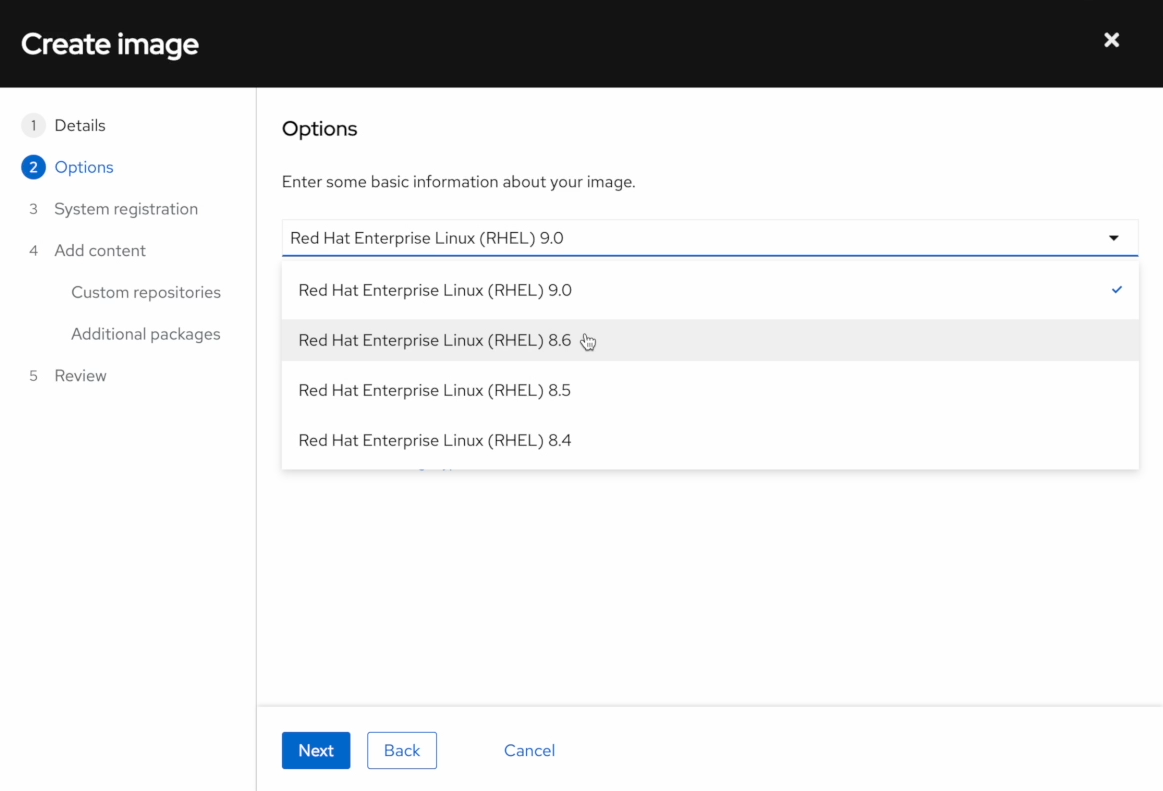 Create image
1 Details
2 Options
3 System registration
4 Add content
Custom repositories
Additional packages
5 Review
Options
Enter some basic information about your image.
Red Hat Enterprise Linux (RHEL) 9.0
Red Hat Enterprise Linux (RHEL) 9.0
Red Hat Enterprise Linux (RHEL) 8.6
Red Hat Enterprise Linux (RHEL) 8.5
Red Hat Enterprise Linux (RHEL) 8.4
Next
Back
Cancel